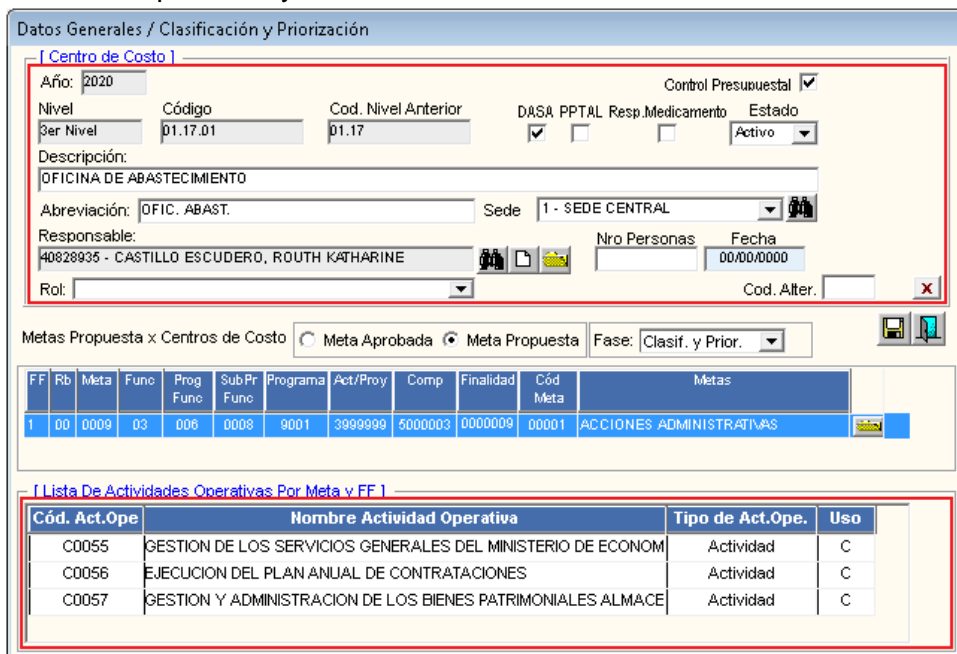 Datos Generales / Clasificación y Priorización
[ Centro de Costo ]
Año: 2020 Control Presupuestal
Nivel Código Cod. Nivel Anterior DASA PPTAL Resp.Medicamento Estado
3er Nivel 01.17.01 01.17 Activo
Descripción:
OFICINA DE ABASTECIMIENTO
Abreviación: OFIC. ABAST. Sede 1 - SEDE CENTRAL
Responsable: Nro Personas Fecha
40828935 - CASTILLO ESCUDERO, ROUTH KATHARINE 00/00/0000
Rol: Cod. Alter. x
Metas Propuesta x Centros de Costo Meta Aprobada Meta Propuesta Fase: Clasif. y Prior.
FF Rb Meta Func Prog Func SubPr Func Programa Act/Proy Comp Finalidad Cód Meta Metas
1 00 0009 03 006 0008 9001 3999999 5000003 0000009 00001 ACCIONES ADMINISTRATIVAS
[ Lista De Actividades Operativas Por Meta y FF ]
Cód. Act.Ope Nombre Actividad Operativa Tipo de Act.Ope. Uso
C0055 GESTION DE LOS SERVICIOS GENERALES DEL MINISTERIO DE ECONOM Actividad C
C0056 EJECUCION DEL PLAN ANUAL DE CONTRATACIONES Actividad C
C0057 GESTION Y ADMINISTRACION DE LOS BIENES PATRIMONIALES ALMACE Actividad C